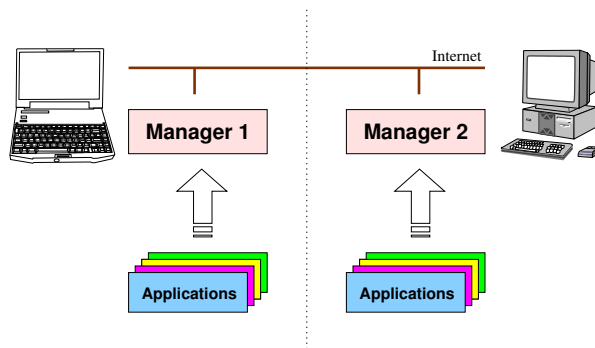 Internet
Manager 1
Manager 2
Applications
Applications